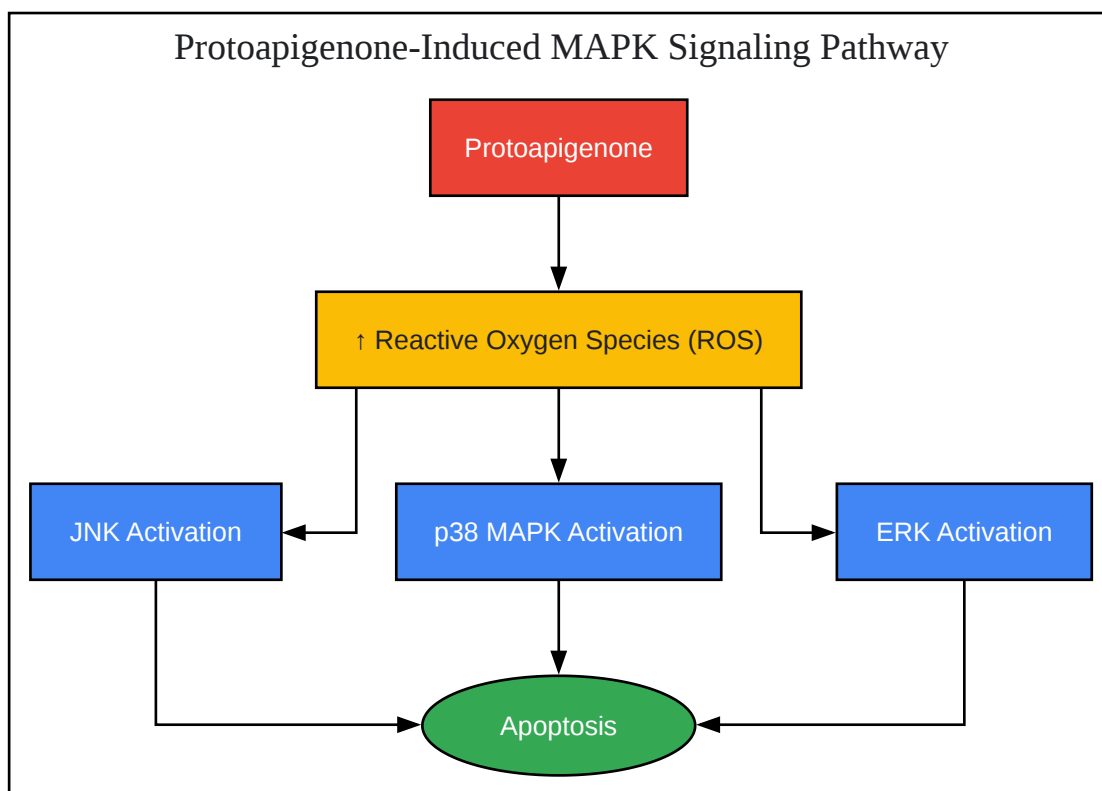 Protoapigenone-Induced MAPK Signaling Pathway
Protoapigenone
↑ Reactive Oxygen Species (ROS)
JNK Activation
p38 MAPK Activation
ERK Activation
Apoptosis